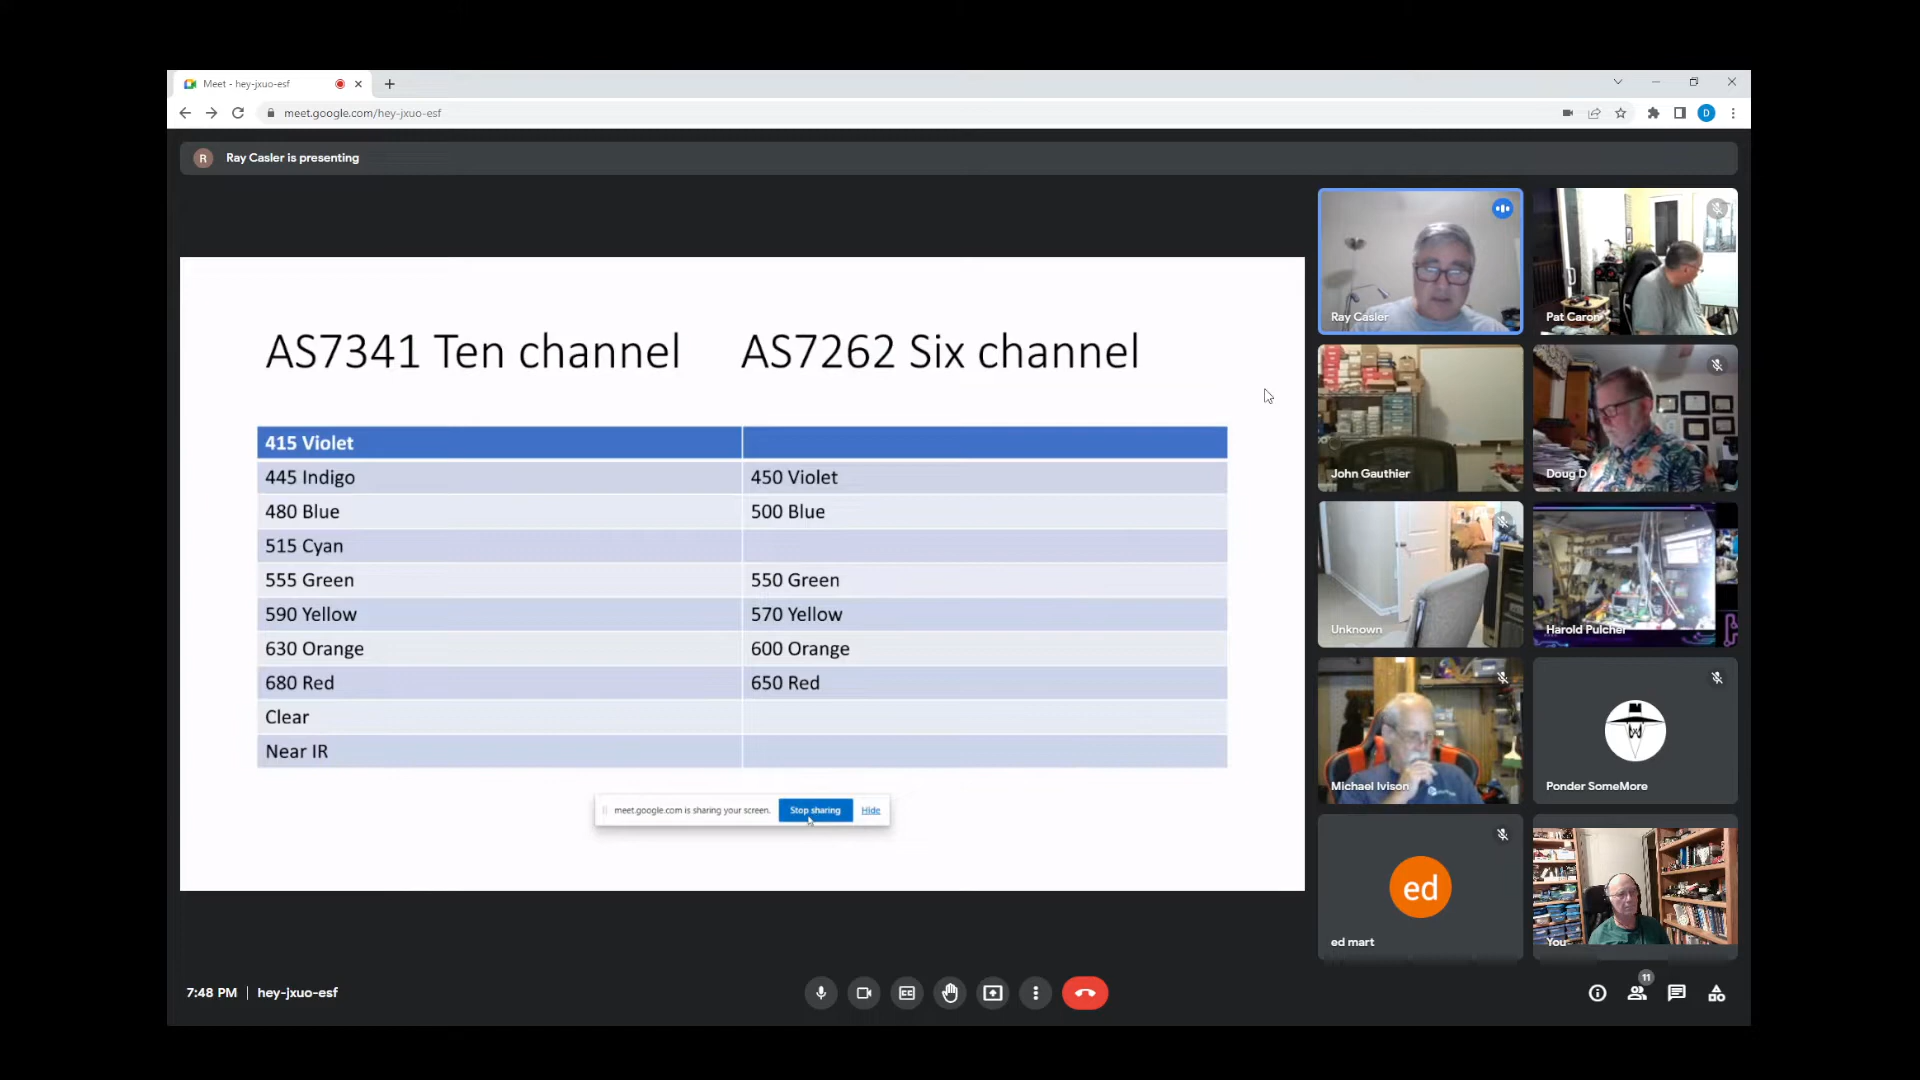 Meet - hey-jxuo-esf
meet.google.com/hey-jxuo-esf
D
R
Ray Casler is presenting
AS7341 Ten channel AS7262 Six channel
415 Violet
445 Indigo 450 Violet
480 Blue 500 Blue
515 Cyan
555 Green 550 Green
590 Yellow 570 Yellow
630 Orange 600 Orange
680 Red 650 Red
Clear
Near IR
meet.google.com is sharing your screen. Stop sharing Hide
Ray Casler
Pat Caron
John Gauthier
Doug D
Unknown
Harold Pulcher
Michael Ivison
Ponder SomeMore
ed
ed mart
You
7:48 PM | hey-jxuo-esf
11